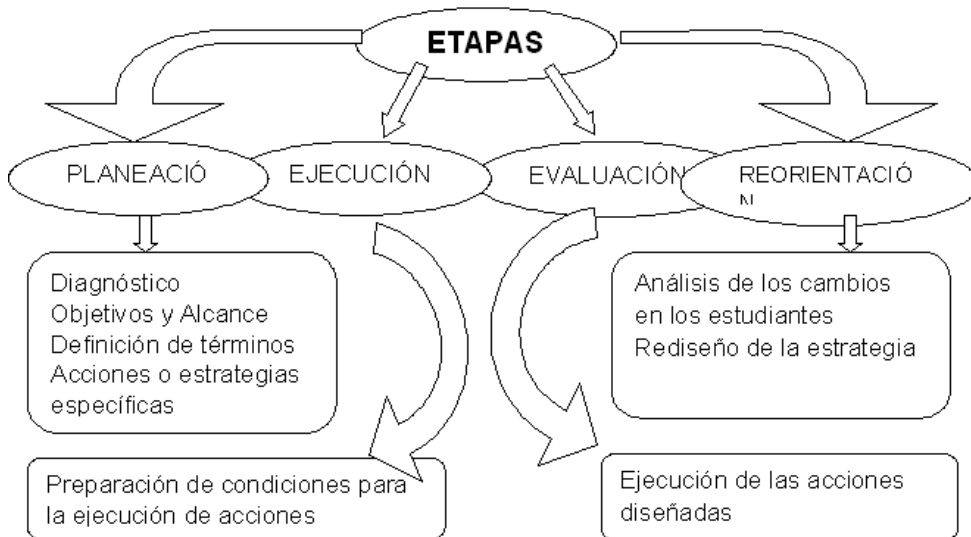 ETAPAS
PLANEACIÓ
EJECUCIÓN
EVALUACIÓN
REORIENTACIÓ
N
Diagnóstico
Objetivos y Alcance
Definición de términos
Acciones o estrategias
específicas
Análisis de los cambios
en los estudiantes
Rediseño de la estrategia
Preparación de condiciones para
la ejecución de acciones
Ejecución de las acciones
diseñadas